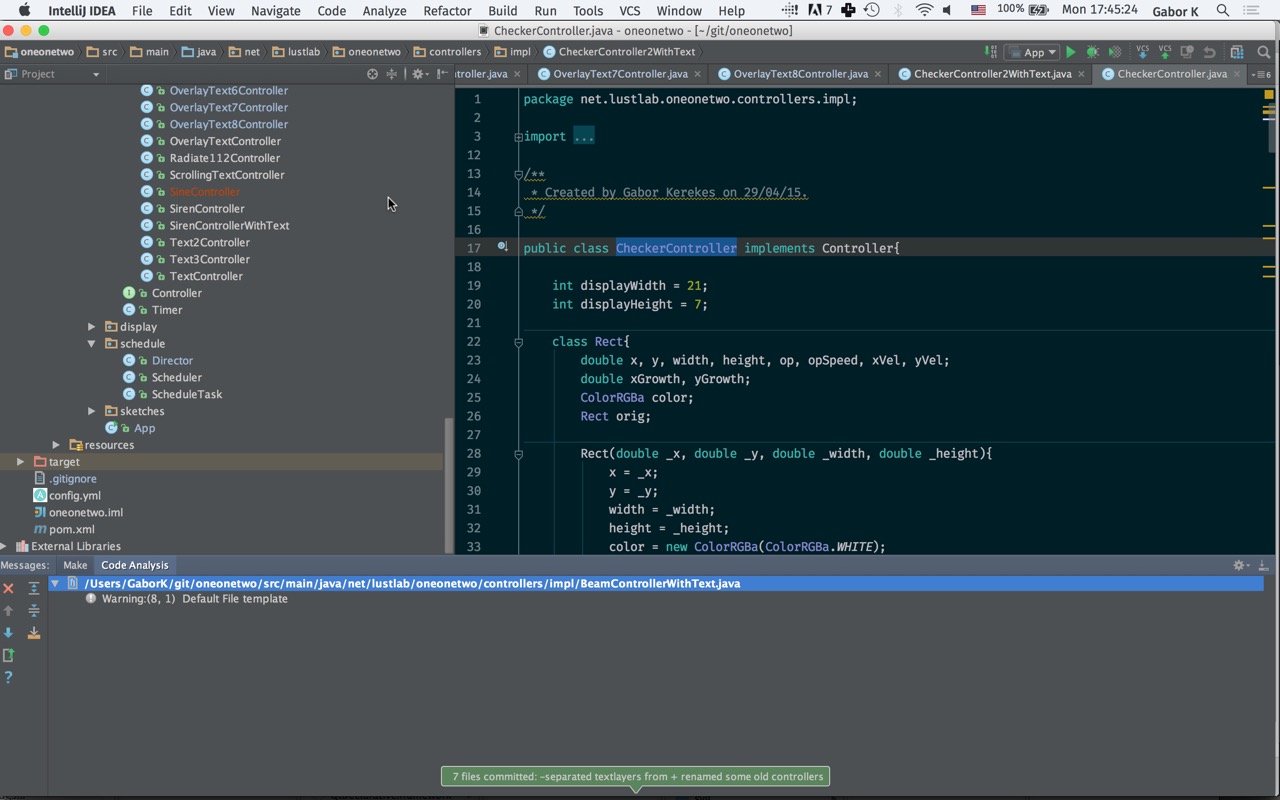 IntelliJ IDEA File Edit View Navigate Code Analyze Refactor Build Run Tools VCS Window Help 7 100% Mon 17:45:24 Gabor K
CheckerController.java - oneonetwo - [~/git/oneonetwo]
oneonetwo src main java net lustlab oneonetwo controllers impl CheckerController2WithText App VCS VCS
Project
ntroller.java OverlayText7Controller.java OverlayText8Controller.java CheckerController2WithText.java CheckerController.java 6
OverlayText6Controller
OverlayText7Controller
OverlayText8Controller
OverlayTextController
Radiate112Controller
ScrollingTextController
SineController
SirenController
SirenControllerWithText
Text2Controller
Text3Controller
TextController
Controller
Timer
display
schedule
Director
Scheduler
ScheduleTask
sketches
App
resources
target
.gitignore
config.yml
oneonetwo.iml
pom.xml
External Libraries
1 package net.lustlab.oneonetwo.controllers.impl;
2
3 import ...
12
13 /**
14 * Created by Gabor Kerekes on 29/04/15.
15 */
16
17 public class CheckerController implements Controller{
18
19 int displayWidth = 21;
20 int displayHeight = 7;
21
22 class Rect{
23 double x, y, width, height, op, opSpeed, xVel, yVel;
24 double xGrowth, yGrowth;
25 ColorRGBa color;
26 Rect orig;
27
28 Rect(double _x, double _y, double _width, double _height){
29 x = _x;
30 y = _y;
31 width = _width;
32 height = _height;
33 color = new ColorRGBa(ColorRGBa.WHITE);
Messages: Make Code Analysis
/Users/GaborK/git/oneonetwo/src/main/java/net/lustlab/oneonetwo/controllers/impl/BeamControllerWithText.java
Warning:(8, 1) Default File template
7 files committed: -separated textlayers from + renamed some old controllers